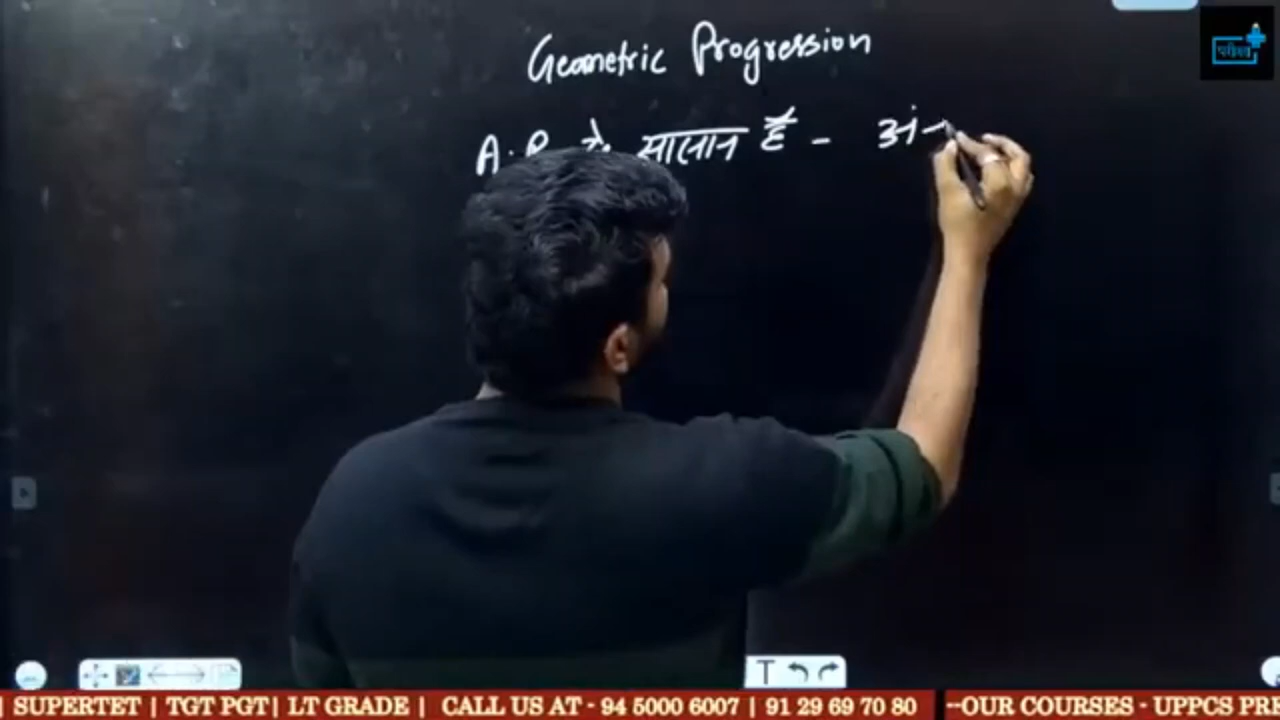 Geometric Progression
A.P. के सालान हैं - अंन
परीक्षा
T
| SUPERTET | TGT PGT| LT GRADE | CALL US AT - 94 5000 6007 | 91 29 69 70 80 --OUR COURSES - UPPCS PRE